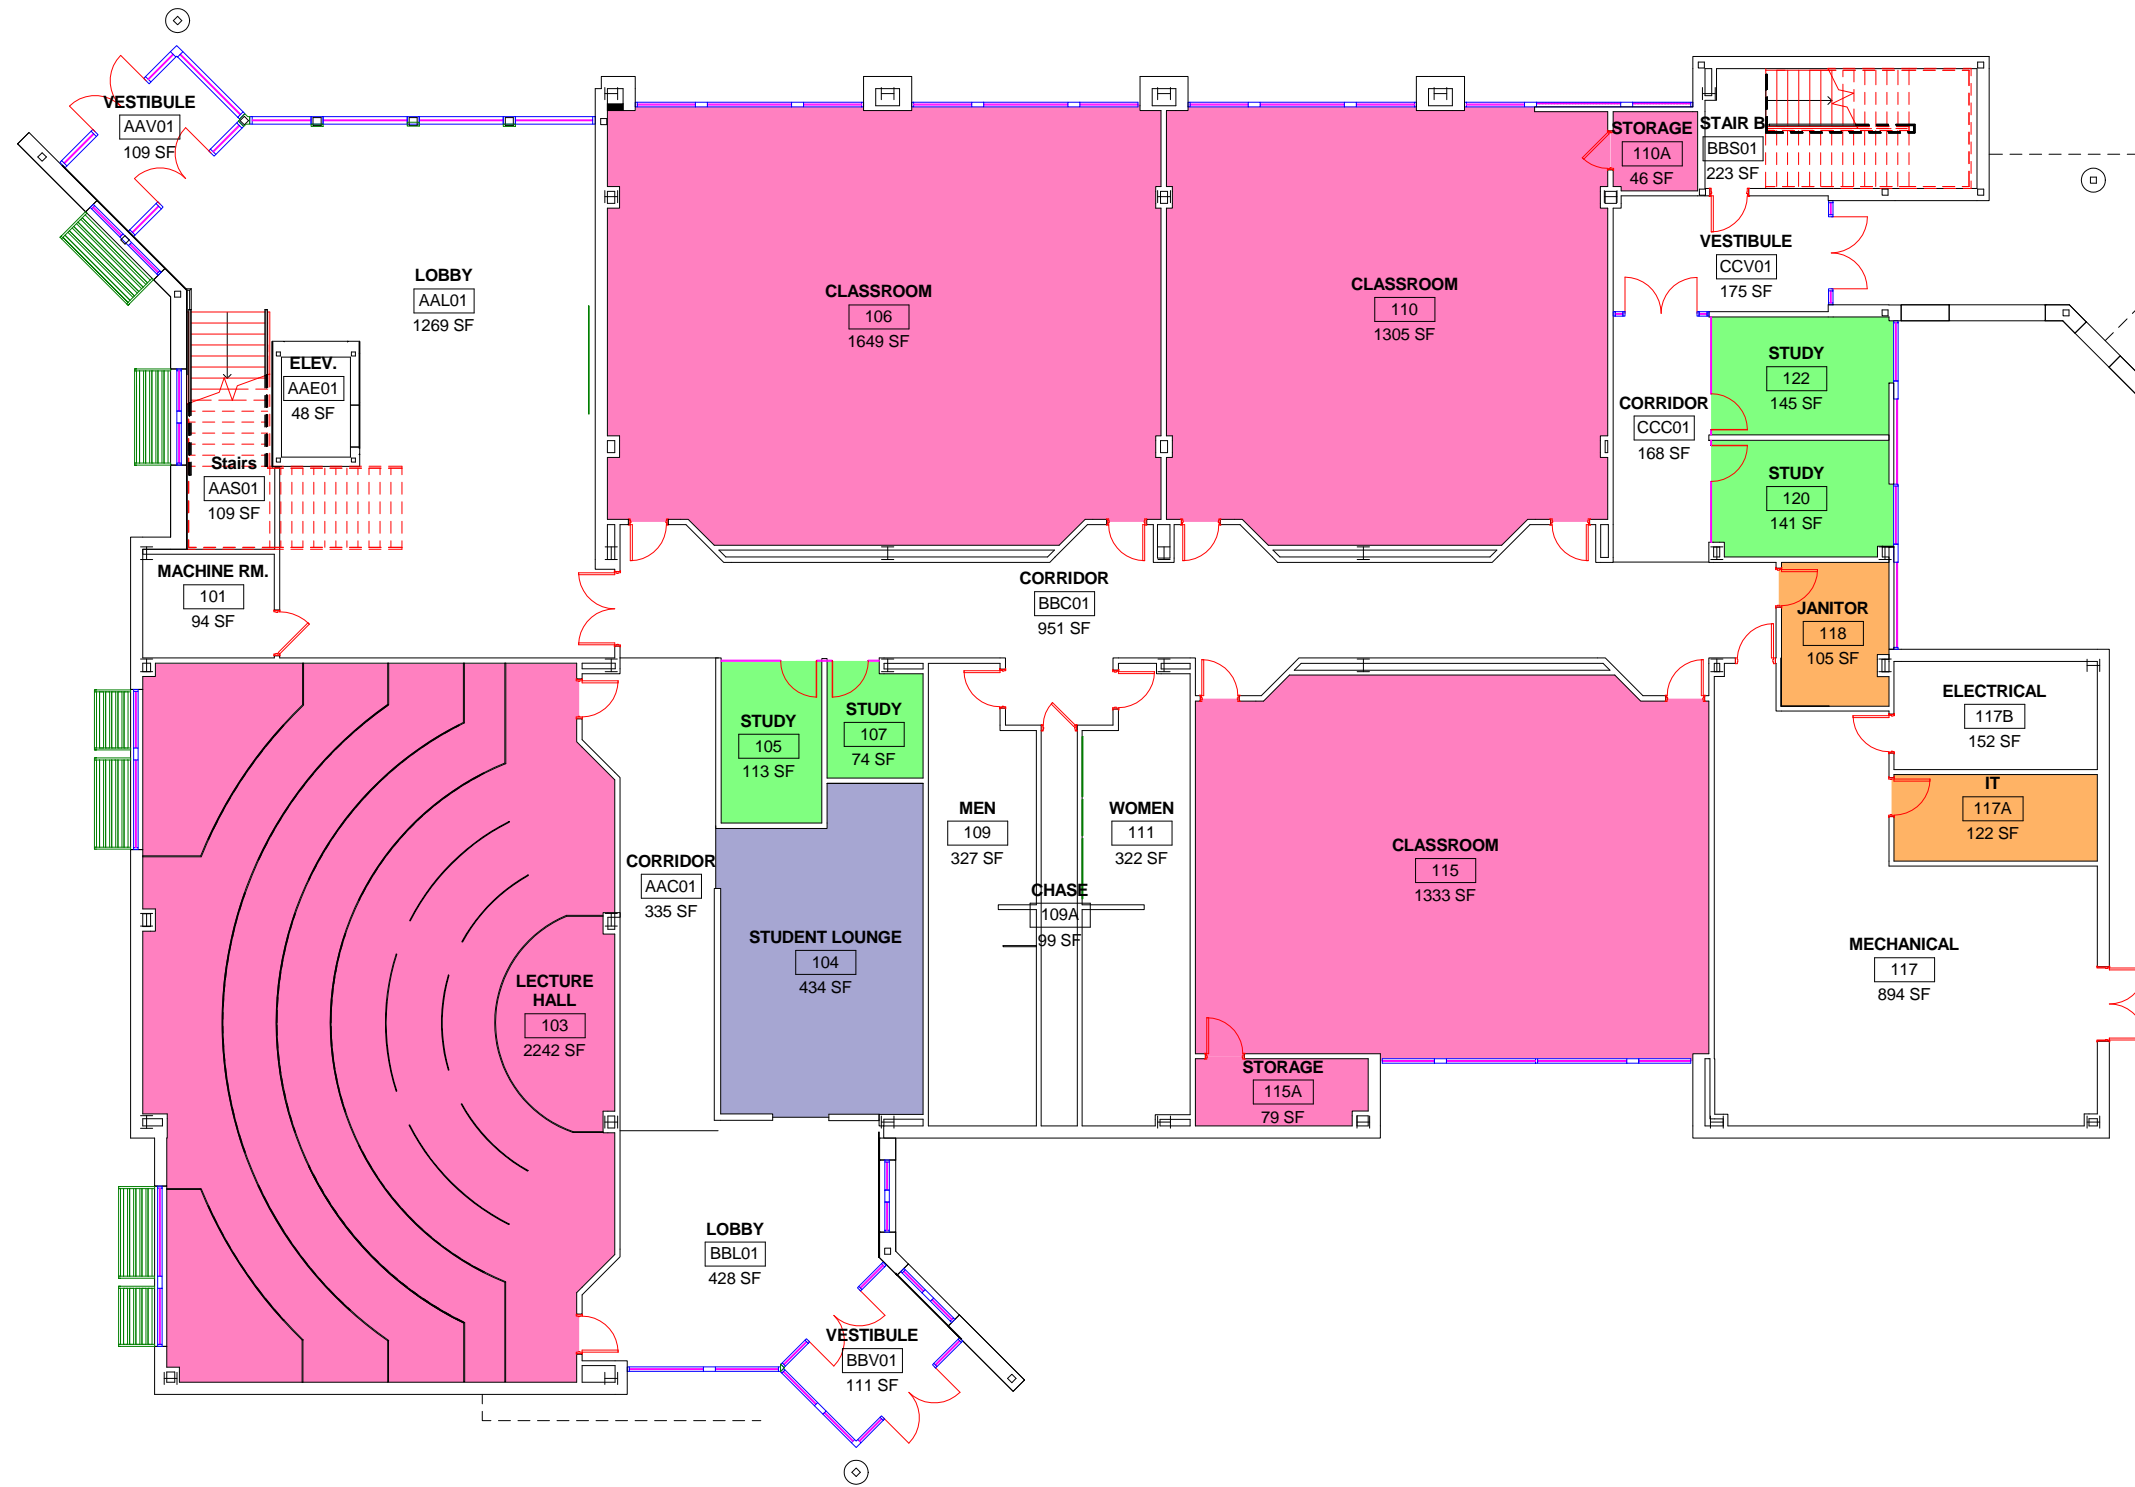 VESTIBULE
AAV01
109 SF
LOBBY
AAL01
1269 SF
ELEV.
AAE01
48 SF
Stairs
AAS01
109 SF
MACHINE RM.
101
94 SF
CLASSROOM
106
1649 SF
CLASSROOM
110
1305 SF
STORAGE
110A
46 SF
STAIR B
BBS01
223 SF
VESTIBULE
CCV01
175 SF
STUDY
122
145 SF
CORRIDOR
CCC01
168 SF
STUDY
120
141 SF
CORRIDOR
BBC01
951 SF
JANITOR
118
105 SF
ELECTRICAL
117B
152 SF
IT
117A
122 SF
STUDY
105
113 SF
STUDY
107
74 SF
MEN
109
327 SF
WOMEN
111
322 SF
CHASE
109A
99 SF
CORRIDOR
AAC01
335 SF
STUDENT LOUNGE
104
434 SF
CLASSROOM
115
1333 SF
MECHANICAL
117
894 SF
LECTURE
HALL
103
2242 SF
STORAGE
115A
79 SF
LOBBY
BBL01
428 SF
VESTIBULE
BBV01
111 SF